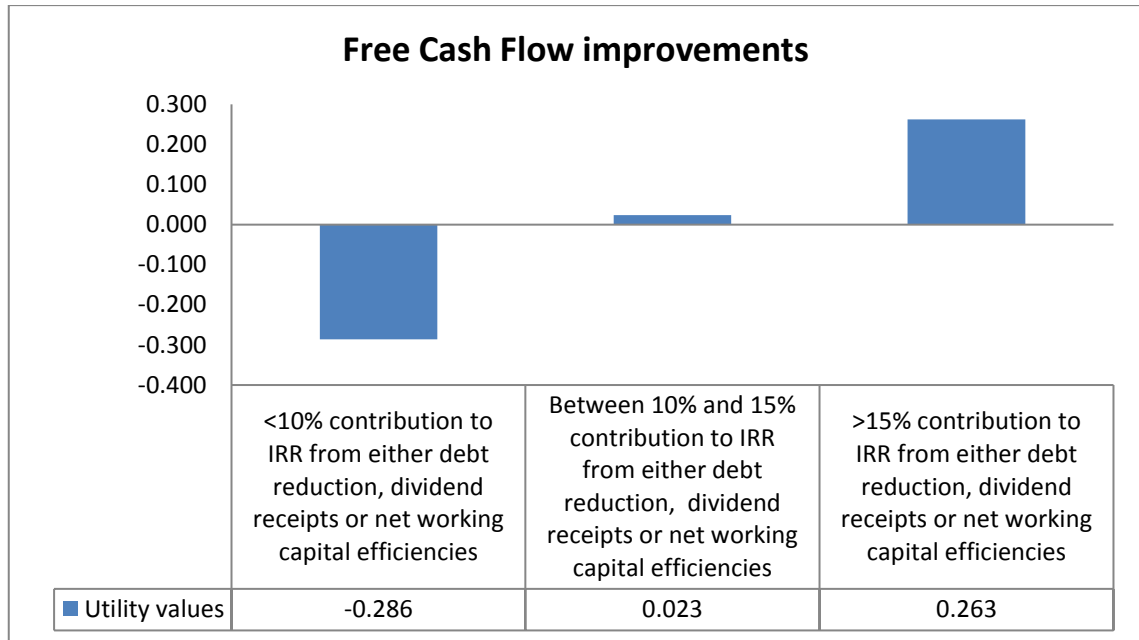 Free Cash Flow improvements
0.300
0.200
0.100
0.000
-0.100
-0.200
-0.300
-0.400
<10% contribution to
IRR from either debt
reduction, dividend
receipts or net working
capital efficiencies
Between 10% and 15%
contribution to IRR
from either debt
reduction, dividend
receipts or net working
capital efficiencies
>15% contribution to
IRR from either debt
reduction, dividend
receipts or net working
capital efficiencies
Utility values -0.286 0.023 0.263